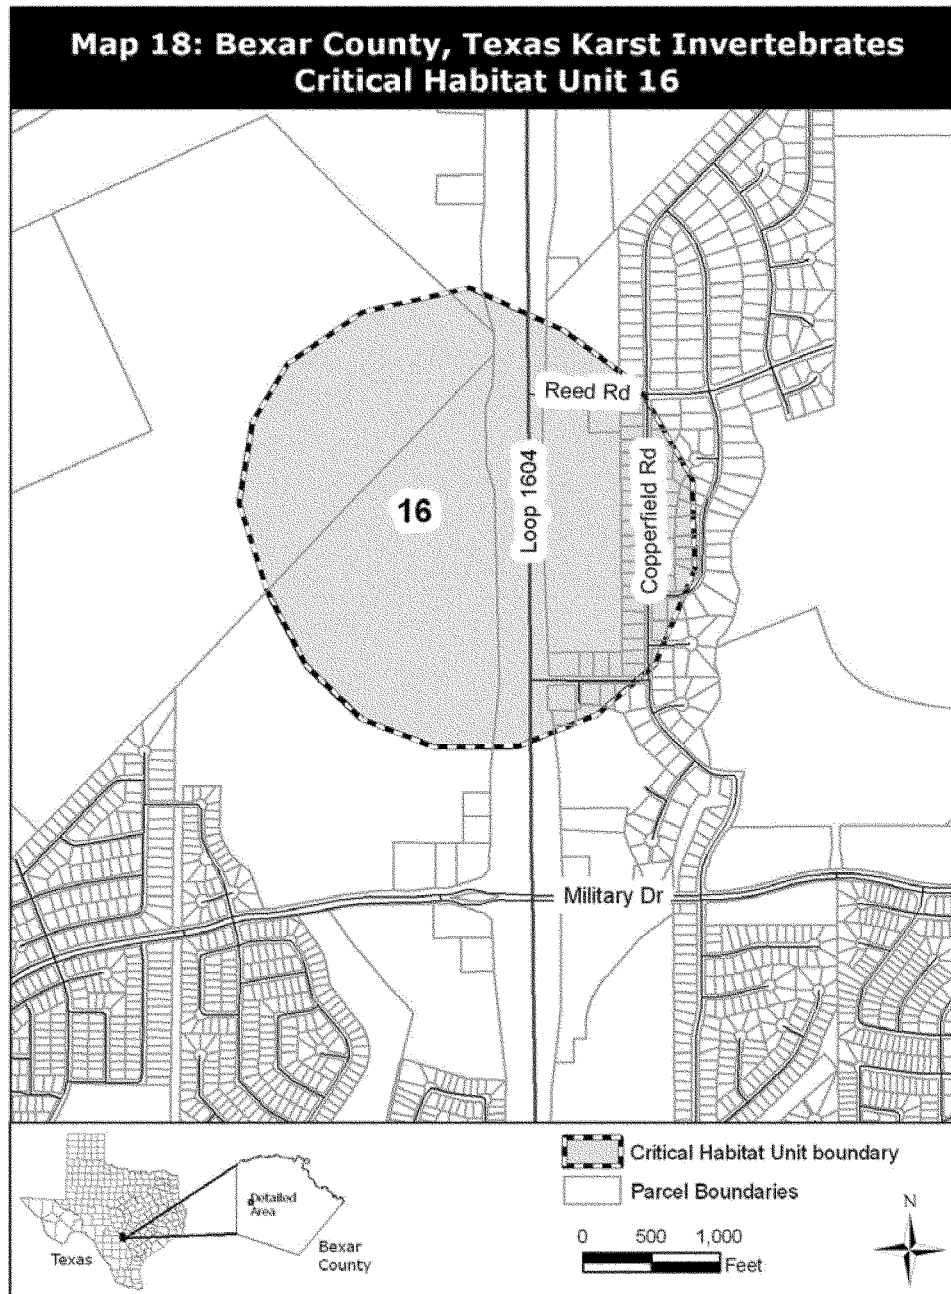 Map 18: Bexar County, Texas Karst Invertebrates
Critical Habitat Unit 16
Reed Rd
16
Loop 1604
Copperfield Rd
Military Dr
Texas
Detailed
Area
Bexar
County
Critical Habitat Unit boundary
Parcel Boundaries
0 500 1,000
Feet
N